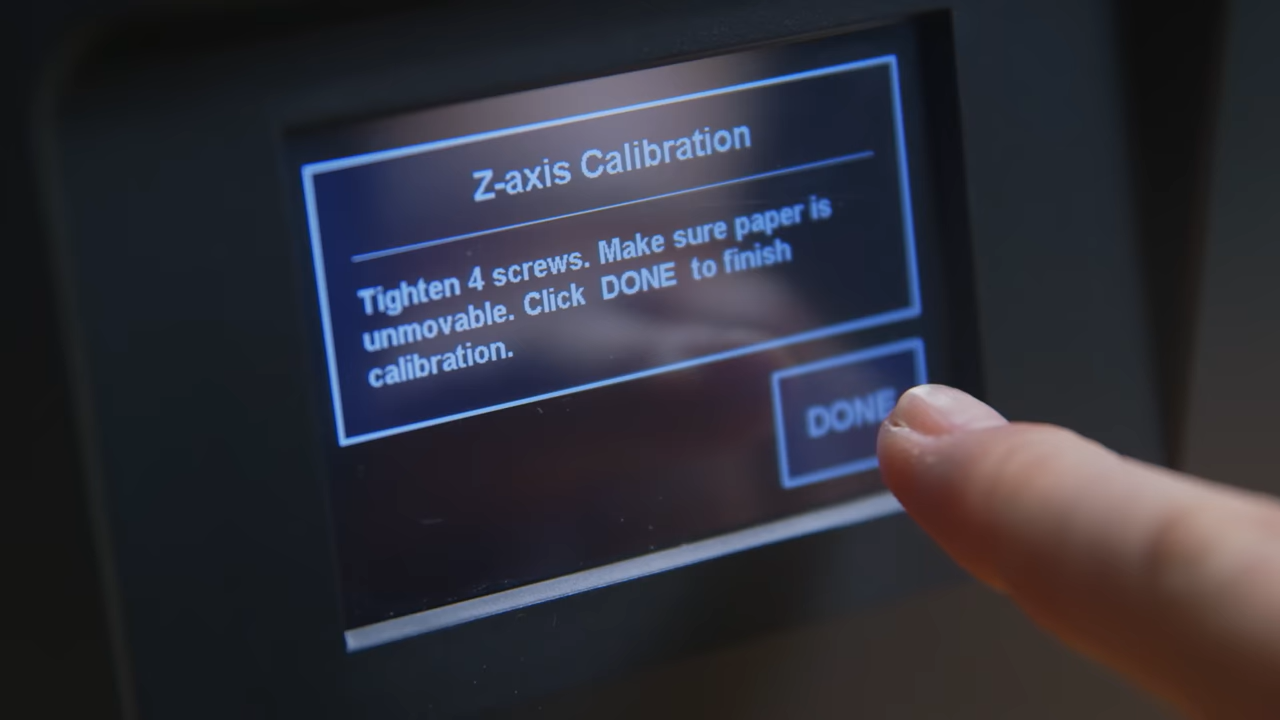 Z-axis Calibration
Tighten 4 screws. Make sure paper is
unmovable. Click DONE to finish
calibration.
DONE